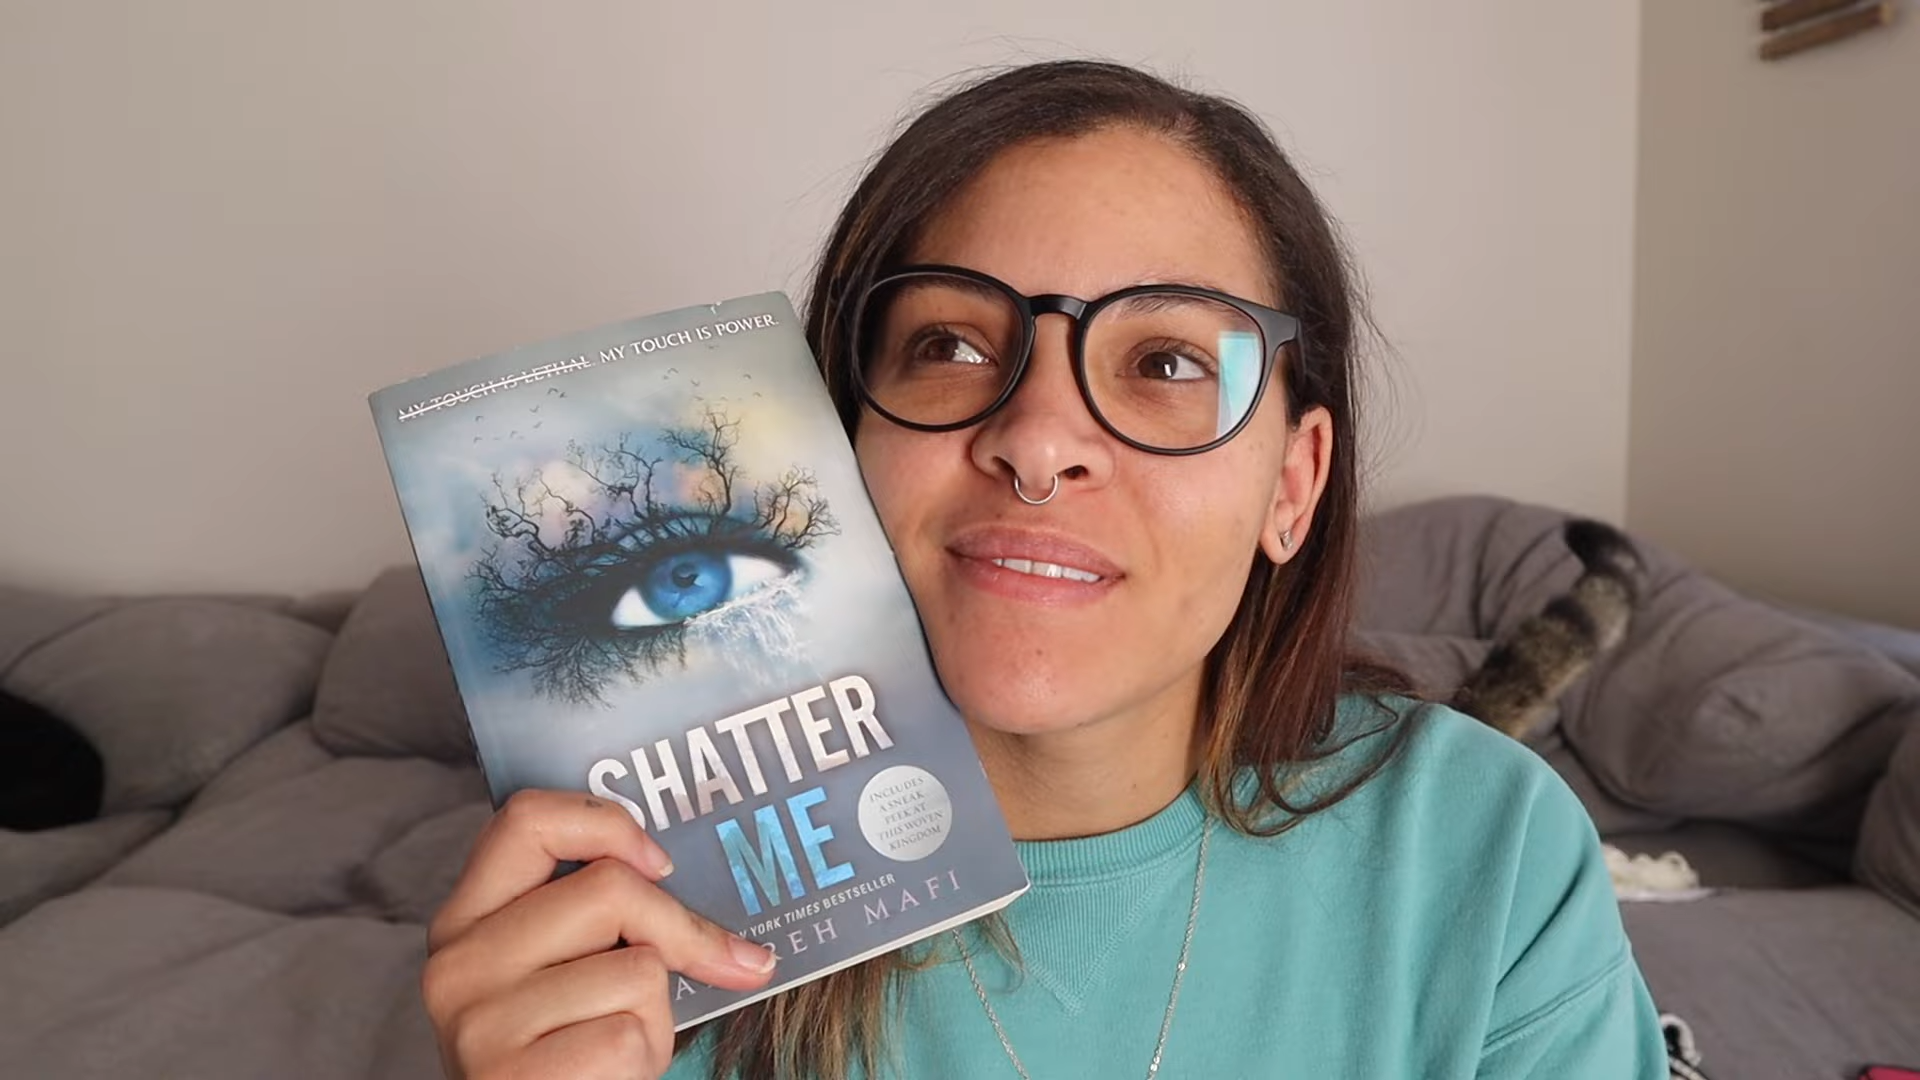 MY TOUCH IS LETHAL. MY TOUCH IS POWER.
SHATTER
ME
INCLUDES
A SNEAK
PEEK AT
THIS WOVEN
KINGDOM
YORK TIMES BESTSELLER
MAFI